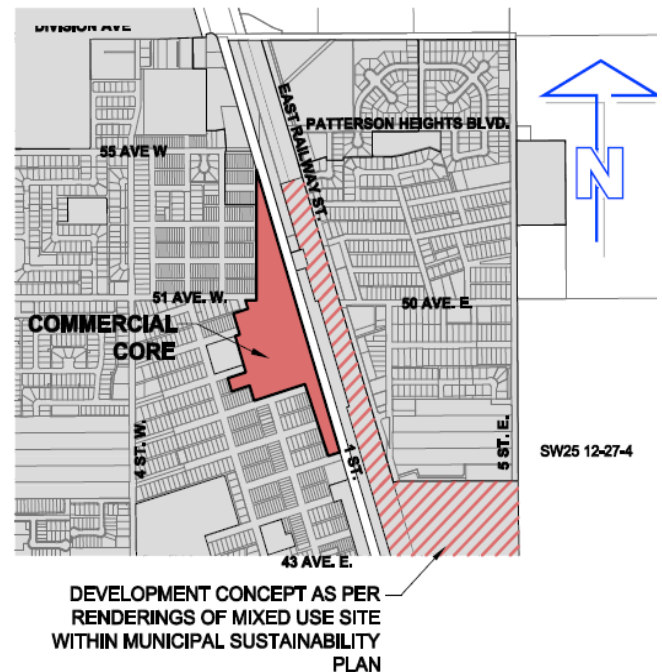 DIVISION AVE
EAST RAILWAY ST.
PATTERSON HEIGHTS BLVD.
55 AVE W
N
51 AVE. W.
50 AVE. E.
COMMERCIAL
CORE
4 ST. W.
1 ST.
5 ST. E.
SW25 12-27-4
43 AVE. E.
DEVELOPMENT CONCEPT AS PER
RENDERINGS OF MIXED USE SITE
WITHIN MUNICIPAL SUSTAINABILITY
PLAN